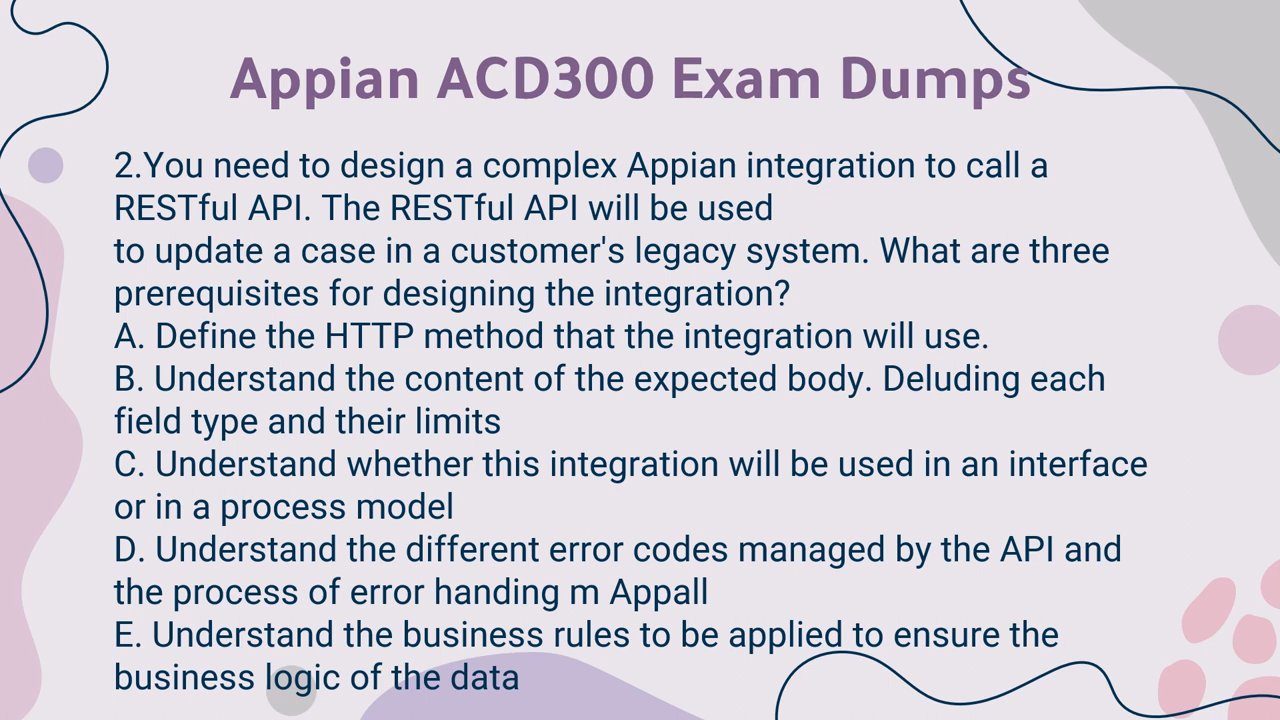 Appian ACD300 Exam Dumps
2.You need to design a complex Appian integration to call a
RESTful API. The RESTful API will be used
to update a case in a customer's legacy system. What are three
prerequisites for designing the integration?
A. Define the HTTP method that the integration will use.
B. Understand the content of the expected body. Deluding each
field type and their limits
C. Understand whether this integration will be used in an interface
or in a process model
D. Understand the different error codes managed by the API and
the process of error handing m Appall
E. Understand the business rules to be applied to ensure the
business logic of the data